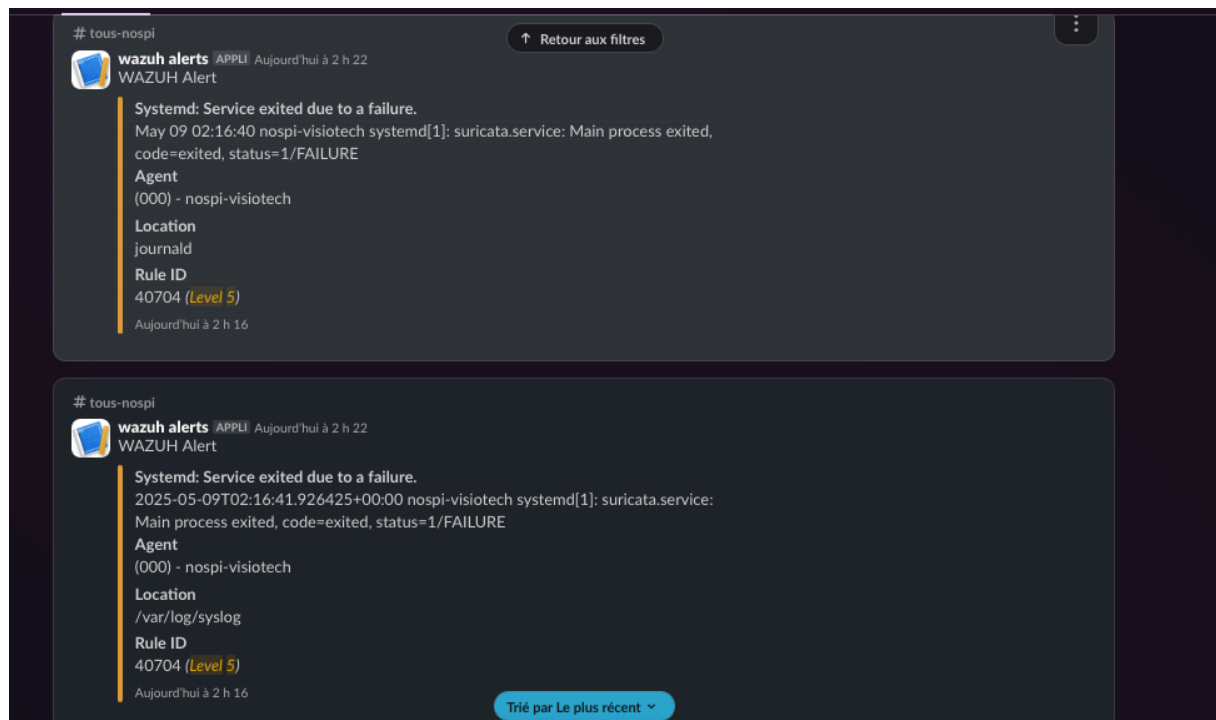 # tous-nospi
↑ Retour aux filtres
wazuh alerts APPLI Aujourd'hui à 2 h 22
WAZUH Alert
Systemd: Service exited due to a failure.
May 09 02:16:40 nospi-visiotech systemd[1]: suricata.service: Main process exited,
code=exited, status=1/FAILURE
Agent
(000) - nospi-visiotech
Location
journald
Rule ID
40704 (Level 5)
Aujourd'hui à 2 h 16
# tous-nospi
wazuh alerts APPLI Aujourd'hui à 2 h 22
WAZUH Alert
Systemd: Service exited due to a failure.
2025-05-09T02:16:41.926425+00:00 nospi-visiotech systemd[1]: suricata.service:
Main process exited, code=exited, status=1/FAILURE
Agent
(000) - nospi-visiotech
Location
/var/log/syslog
Rule ID
40704 (Level 5)
Aujourd'hui à 2 h 16
Trié par Le plus récent